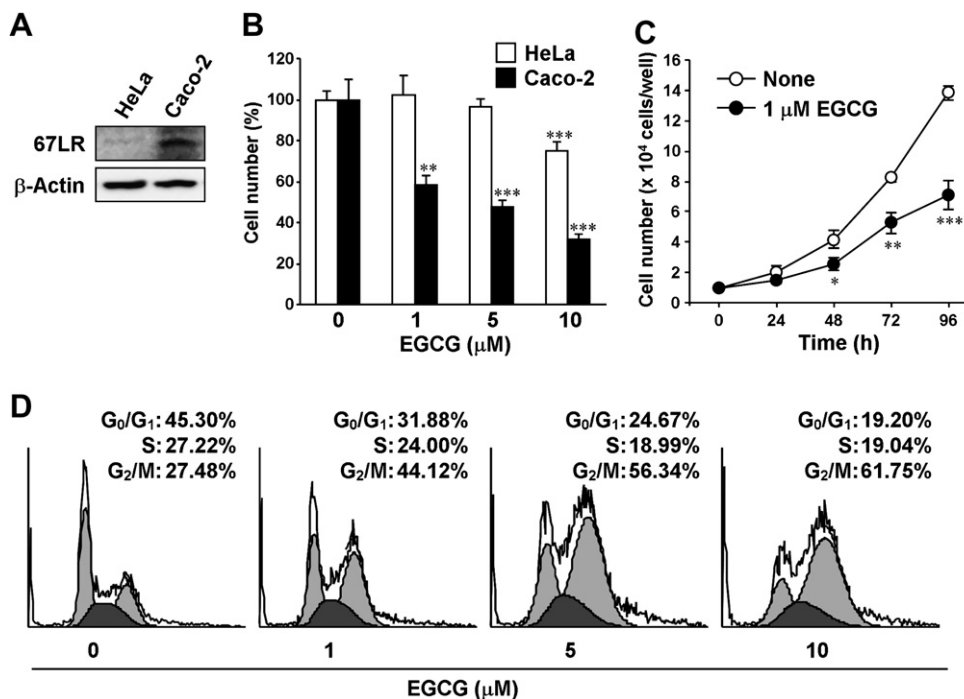 A
HeLa
Caco-2
67LR
β-Actin
B
HeLa
Caco-2
Cell number (%)
120
100
80
60
40
20
0
**
***
***
***
0 1 5 10
EGCG (μM)
C
None
1 μM EGCG
Cell number (x 10⁴ cells/well)
16
14
12
10
8
6
4
2
0
*
**
***
0 24 48 72 96
Time (h)
D
G₀/G₁: 45.30%
S: 27.22%
G₂/M: 27.48%
G₀/G₁: 31.88%
S: 24.00%
G₂/M: 44.12%
G₀/G₁: 24.67%
S: 18.99%
G₂/M: 56.34%
G₀/G₁: 19.20%
S: 19.04%
G₂/M: 61.75%
0 1 5 10
EGCG (μM)